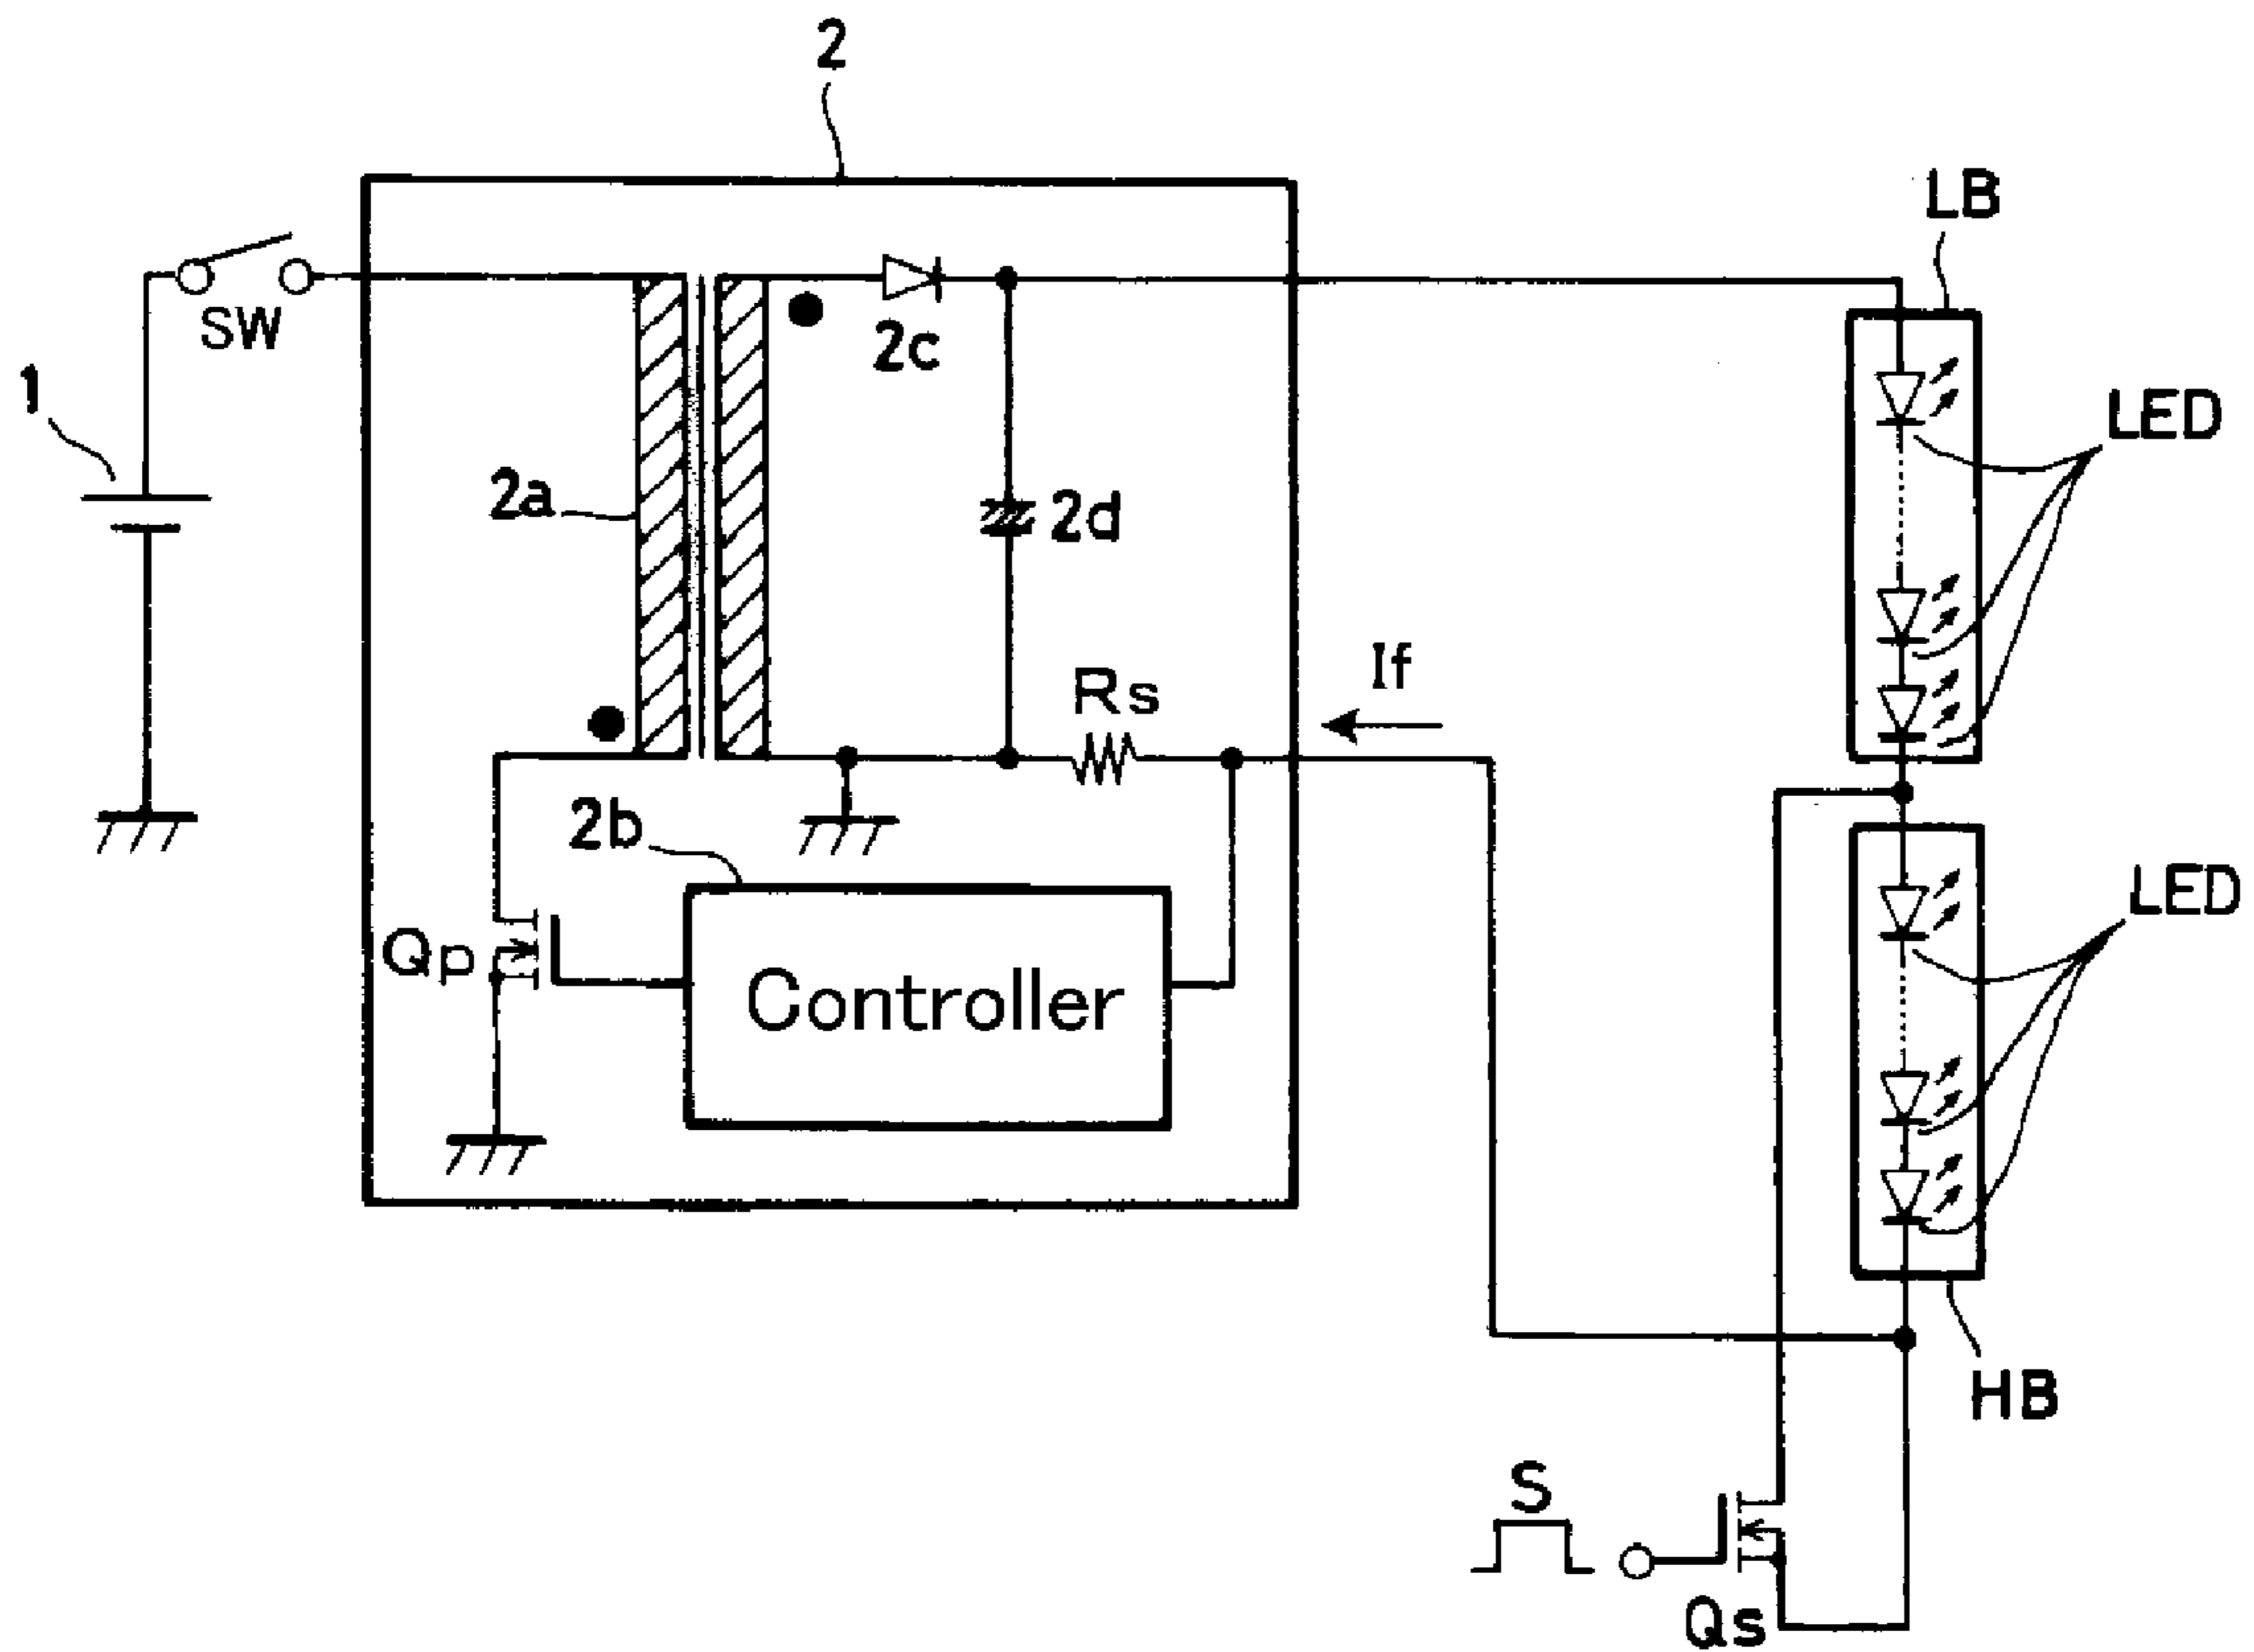 2
LB
SW
2c
1
LED
2a
2d
If
Rs
2b
LED
Qp
Controller
HB
S
Qs